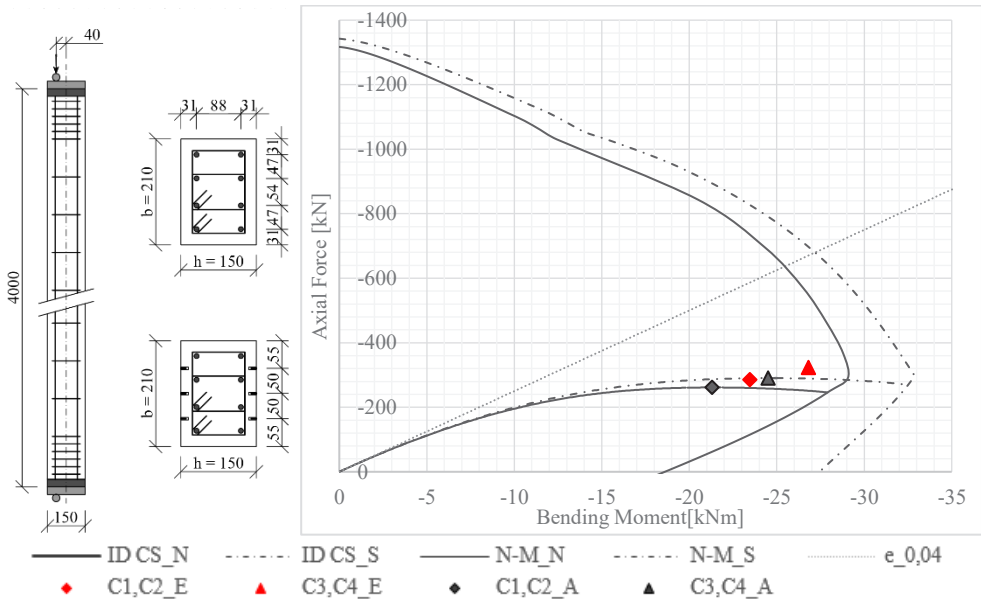 40
4000
150
31 88 31
b = 210
31
47
54
47
31
h = 150
b = 210
55
50
50
55
h = 150
Axial Force [kN]
-1400
-1200
-1000
-800
-600
-400
-200
0
0 -5 -10 -15 -20 -25 -30 -35
Bending Moment[kNm]
ID CS_N ID CS_S N-M_N N-M_S e_0,04
C1,C2_E C3,C4_E C1,C2_A C3,C4_A